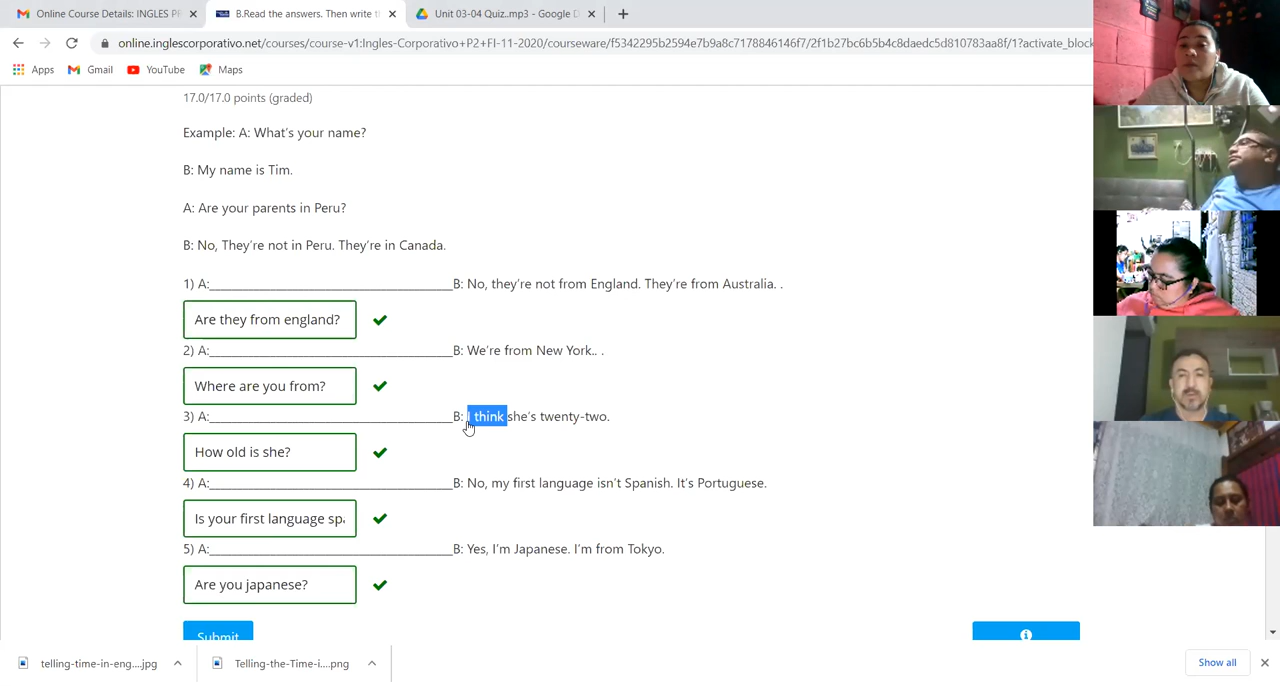 Online Course Details: INGLES P
B.Read the answers. Then write t
Unit 03-04 Quiz..mp3 - Google D
online.inglescorporativo.net/courses/course-v1:Ingles-Corporativo+P2+FI-11-2020/courseware/f5342295b2594e7b9a8c7178846146f7/2f1b27bc6b5b4c8daedc5d810783aa8f/1?activate_block
Apps Gmail YouTube Maps
17.0/17.0 points (graded)
Example: A: What's your name?
B: My name is Tim.
A: Are your parents in Peru?
B: No, They're not in Peru. They're in Canada.
1) A:________________________________B: No, they're not from England. They're from Australia. .
Are they from england?
2) A:________________________________B: We're from New York.. .
Where are you from?
3) A:________________________________B: I think she's twenty-two.
How old is she?
4) A:________________________________B: No, my first language isn't Spanish. It's Portuguese.
Is your first language spa
5) A:________________________________B: Yes, I'm Japanese. I'm from Tokyo.
Are you japanese?
Submit
telling-time-in-eng....jpg
Telling-the-Time-i....png
Show all